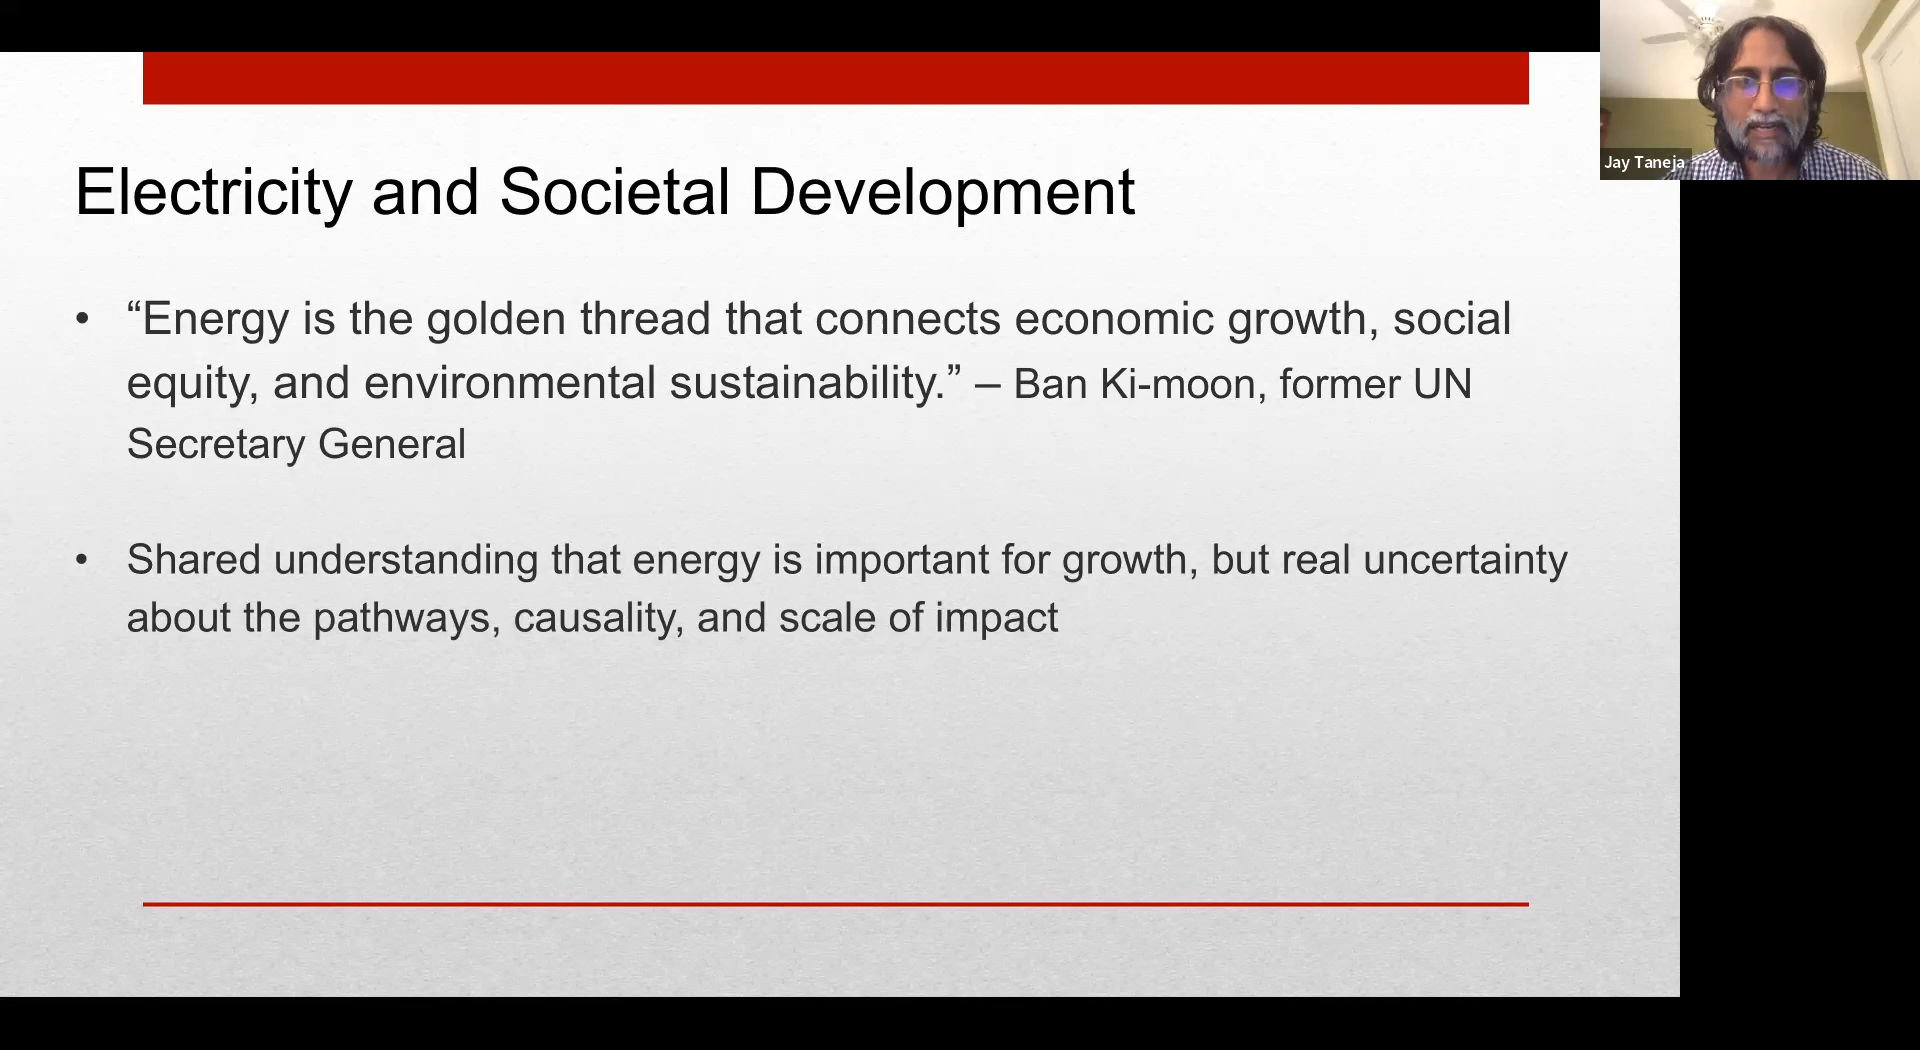 Jay Taneja
Electricity and Societal Development
• “Energy is the golden thread that connects economic growth, social
equity, and environmental sustainability.” – Ban Ki-moon, former UN
Secretary General
• Shared understanding that energy is important for growth, but real uncertainty
about the pathways, causality, and scale of impact